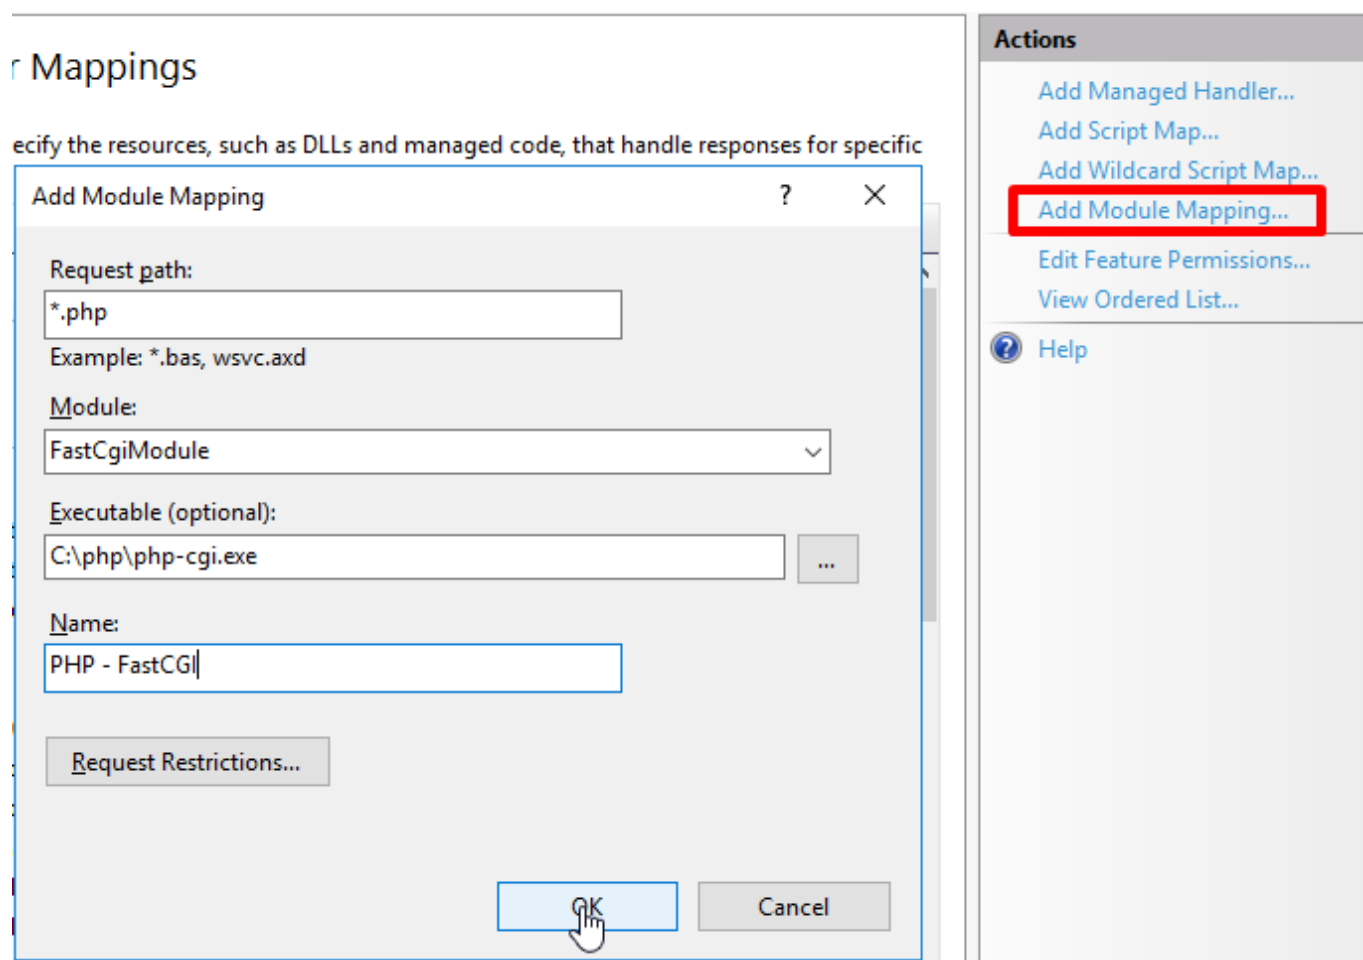 r Mappings
ecify the resources, such as DLLs and managed code, that handle responses for specific
Add Module Mapping
?
Request path:
*.php
Example: *.bas, wsvc.axd
Module:
FastCgiModule
Executable (optional):
C:\php\php-cgi.exe
...
Name:
PHP - FastCGI
Request Restrictions...
OK
Cancel
Actions
Add Managed Handler...
Add Script Map...
Add Wildcard Script Map...
Add Module Mapping...
Edit Feature Permissions...
View Ordered List...
?
Help